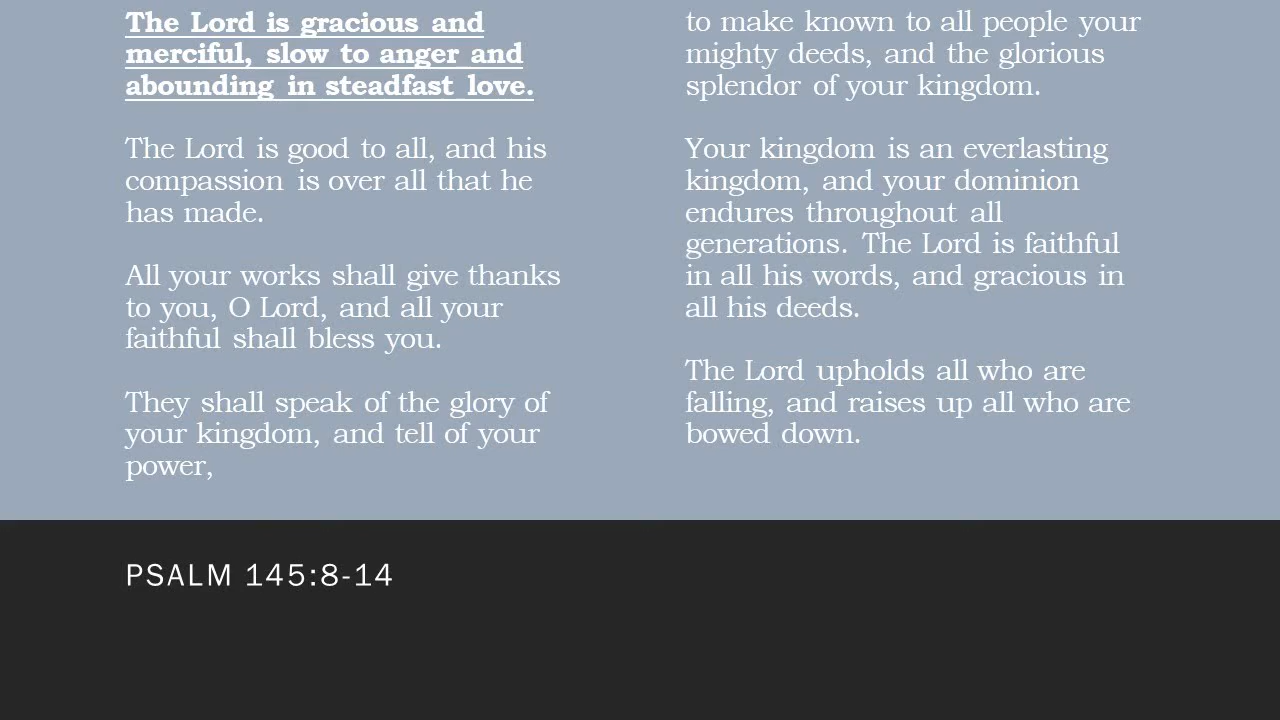 The Lord is gracious and
merciful, slow to anger and
abounding in steadfast love.
The Lord is good to all, and his
compassion is over all that he
has made.
All your works shall give thanks
to you, O Lord, and all your
faithful shall bless you.
They shall speak of the glory of
your kingdom, and tell of your
power,
to make known to all people your
mighty deeds, and the glorious
splendor of your kingdom.
Your kingdom is an everlasting
kingdom, and your dominion
endures throughout all
generations. The Lord is faithful
in all his words, and gracious in
all his deeds.
The Lord upholds all who are
falling, and raises up all who are
bowed down.
PSALM 145:8-14